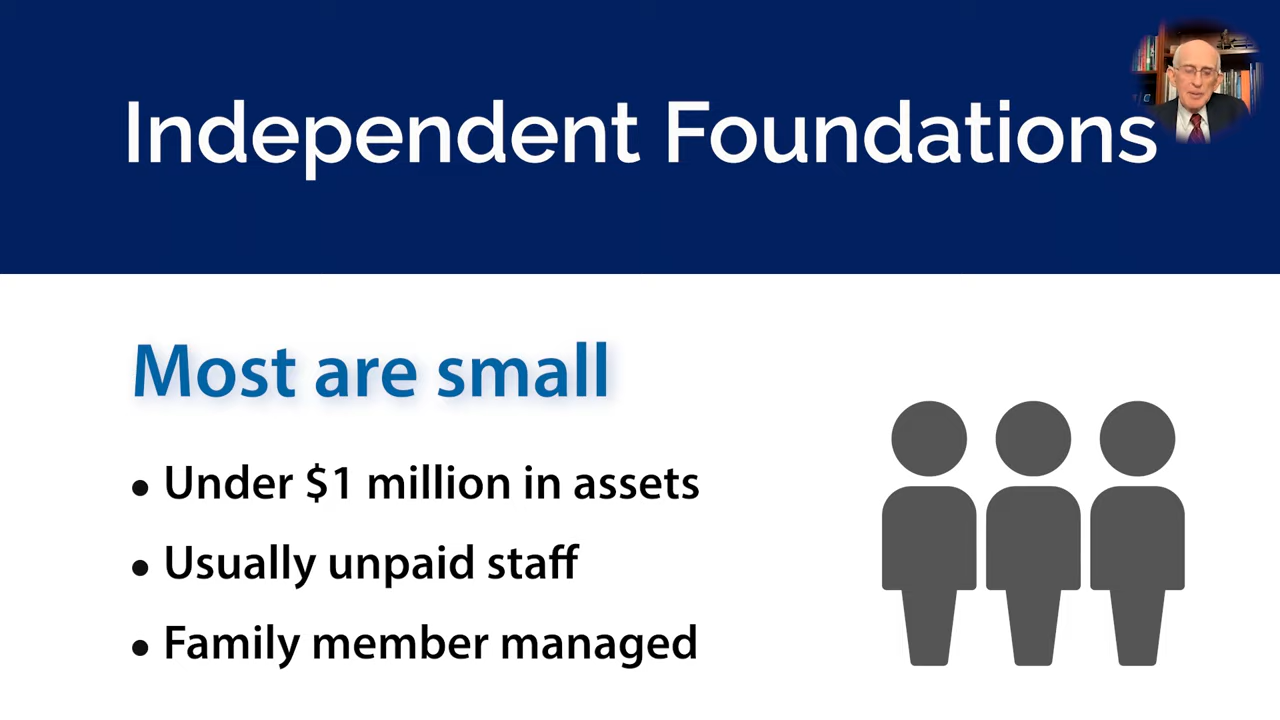 Independent Foundations
Most are small
• Under $1 million in assets
• Usually unpaid staff
• Family member managed